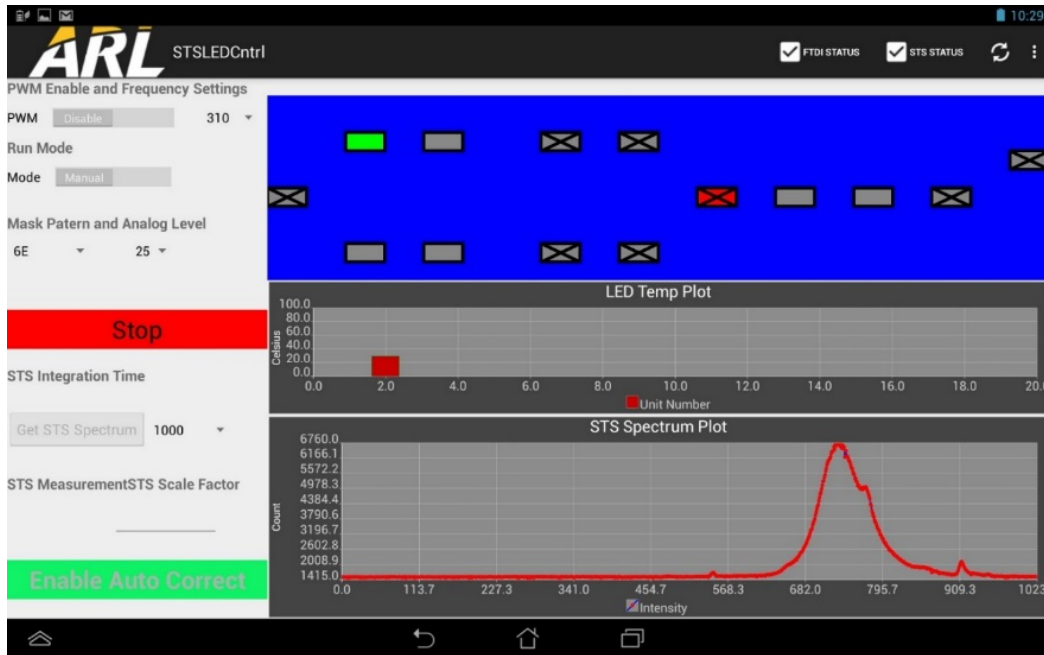 10:29
ARL STSLEDCntrl
FTDI STATUS STS STATUS
PWM Enable and Frequency Settings
PWM Disable 310
Run Mode
Mode Manual
Mask Patern and Analog Level
6E 25
Stop
STS Integration Time
Get STS Spectrum 1000
STS MeasurementSTS Scale Factor
Enable Auto Correct
LED Temp Plot
Celsius
100.0
80.0
60.0
40.0
20.0
0.0
0.0 2.0 4.0 6.0 8.0 10.0 12.0 14.0 16.0 18.0 20.
Unit Number
STS Spectrum Plot
Count
6760.0
6166.1
5572.2
4978.3
4384.4
3790.6
3196.7
2602.8
2008.9
1415.0
0.0 113.7 227.3 341.0 454.7 568.3 682.0 795.7 909.3 1023
Intensity